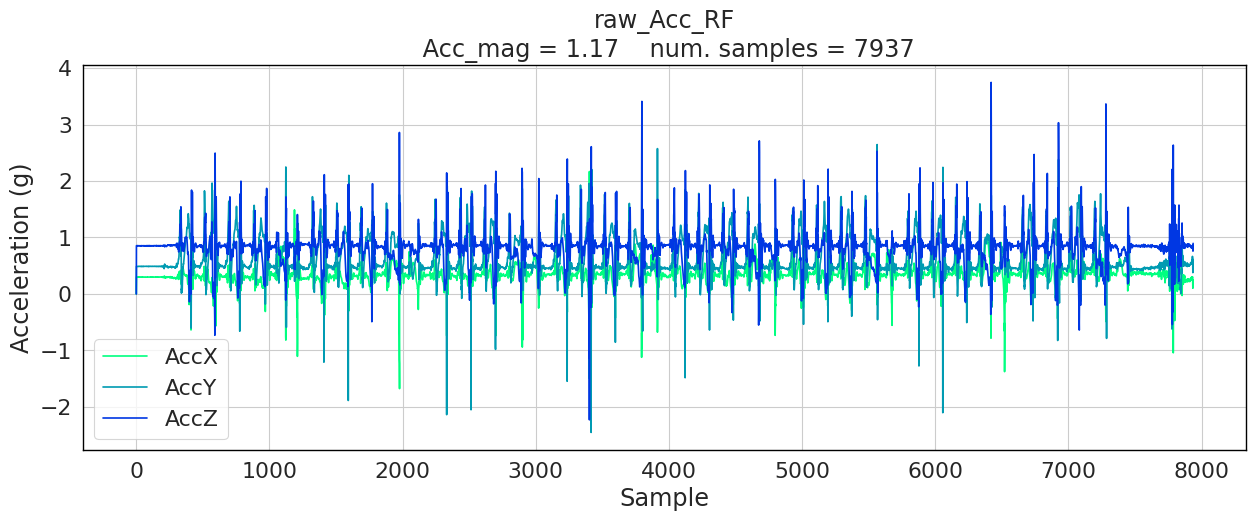 raw_Acc_RF
Acc_mag = 1.17    num. samples = 7937
4
3
2
1
0
−1
−2
Acceleration (g)
AccX
AccY
AccZ
0 1000 2000 3000 4000 5000 6000 7000 8000
Sample